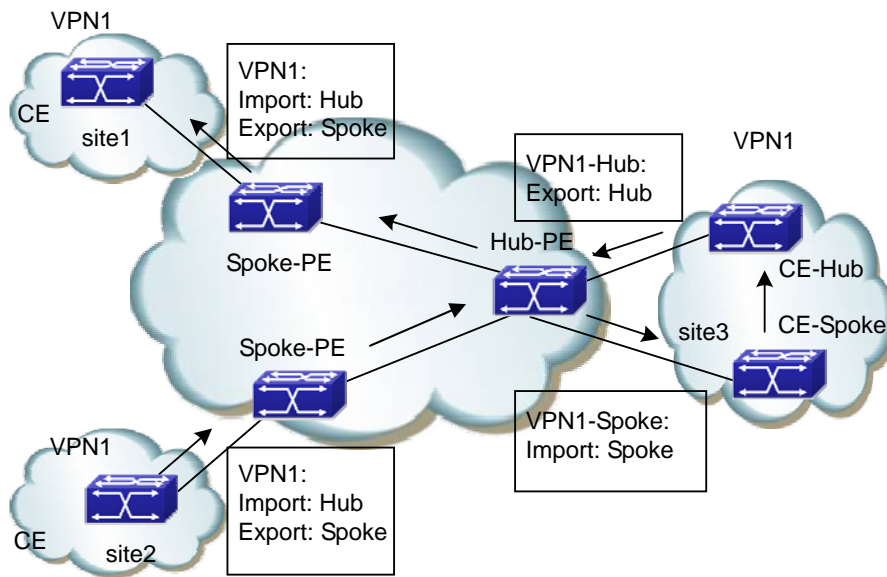 VPN1
CE
site1
VPN1:
Import: Hub
Export: Spoke
Spoke-PE
VPN1-Hub:
Export: Hub
VPN1
Hub-PE
CE-Hub
CE-Spoke
site3
Spoke-PE
VPN1-Spoke:
Import: Spoke
VPN1
CE
site2
VPN1:
Import: Hub
Export: Spoke